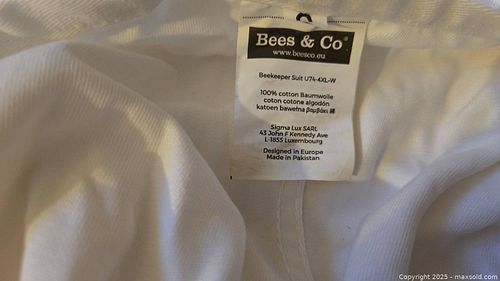 Bees & Co
www.beesco.eu
Beekeeper Suit U74-4XL-W
100% cotton Baumwolle
coton cotone algodón
katoen bawełna βαμβάκι 綿
Sigma Lux SARL
43 John F Kennedy Ave
L-1855 Luxembourg
Designed in Europe
Made in Pakistan
Copyright 2025 - maxsold.com